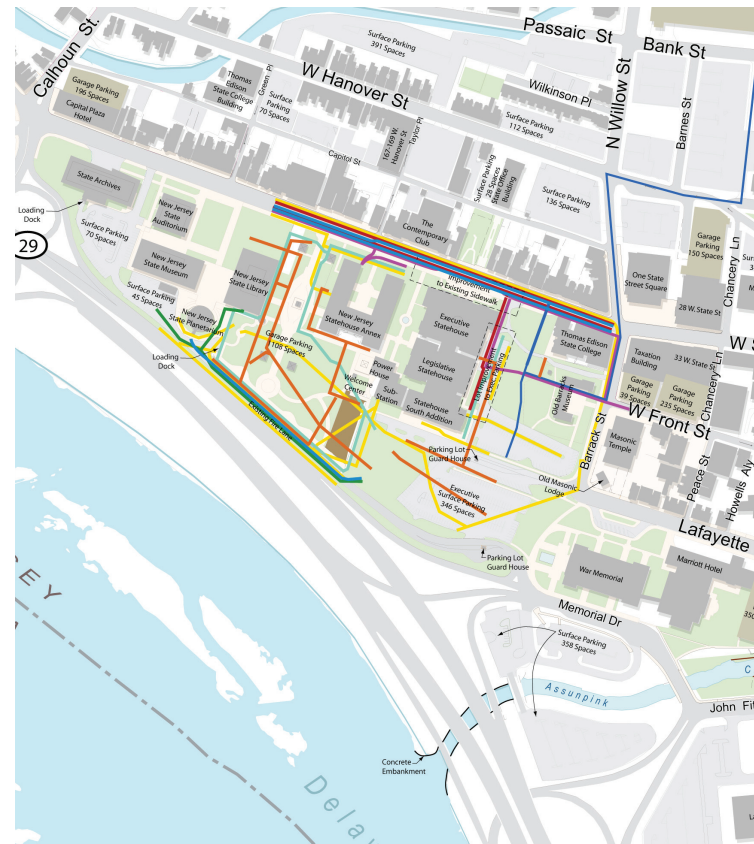 Passaic St
Bank St
Calhoun St.
Surface Parking
391 Spaces
W Hanover St
Thomas
Edison
State College
Building
Green Pl
Garage Parking
196 Spaces
Surface
Parking
70 Spaces
Wilkinson Pl
N Willow St
Barnes St
Capital Plaza
Hotel
Surface Parking
112 Spaces
167-169 W.
Hanover St
Taylor Pl
Capitol St
Surface Parking
28 Spaces
State Office
Building
State Archives
Surface Parking
136 Spaces
Loading
Dock
New Jersey
State
Auditorium
The
Contemporary
Club
Garage
Parking
150 Spaces
Chancery Ln
29
Surface Parking
70 Spaces
New Jersey
State Museum
New Jersey
State Library
Improvement
to Existing Sidewalk
One State
Street Square
28 W. State St
Surface Parking
45 Spaces
New Jersey
State Planetarium
New Jersey
Statehouse Annex
Executive
Statehouse
Thomas Edison
State College
W S
Garage Parking
1108 Spaces
Loading
Dock
Legislative
Statehouse
Taxation
Building
33 W. State St
Chancery Ln
Power
House
Welcome
Center
Sub-
Station
Statehouse
South Addition
Old Barracks
Museum
Garage
Parking
39 Spaces
Garage
Parking
235 Spaces
W Front St
Existing Fire Lane
Barrack St
Masonic
Temple
Parking Lot
Guard House
Peace St
Howells Aly
Old Masonic
Lodge
Executive
Surface Parking
346 Spaces
Lafayette
Parking Lot
Guard House
War Memorial
Marriott Hotel
Memorial Dr
350
Surface Parking
358 Spaces
Assunpink
C
John Fit
Concrete
Embankment
Dela